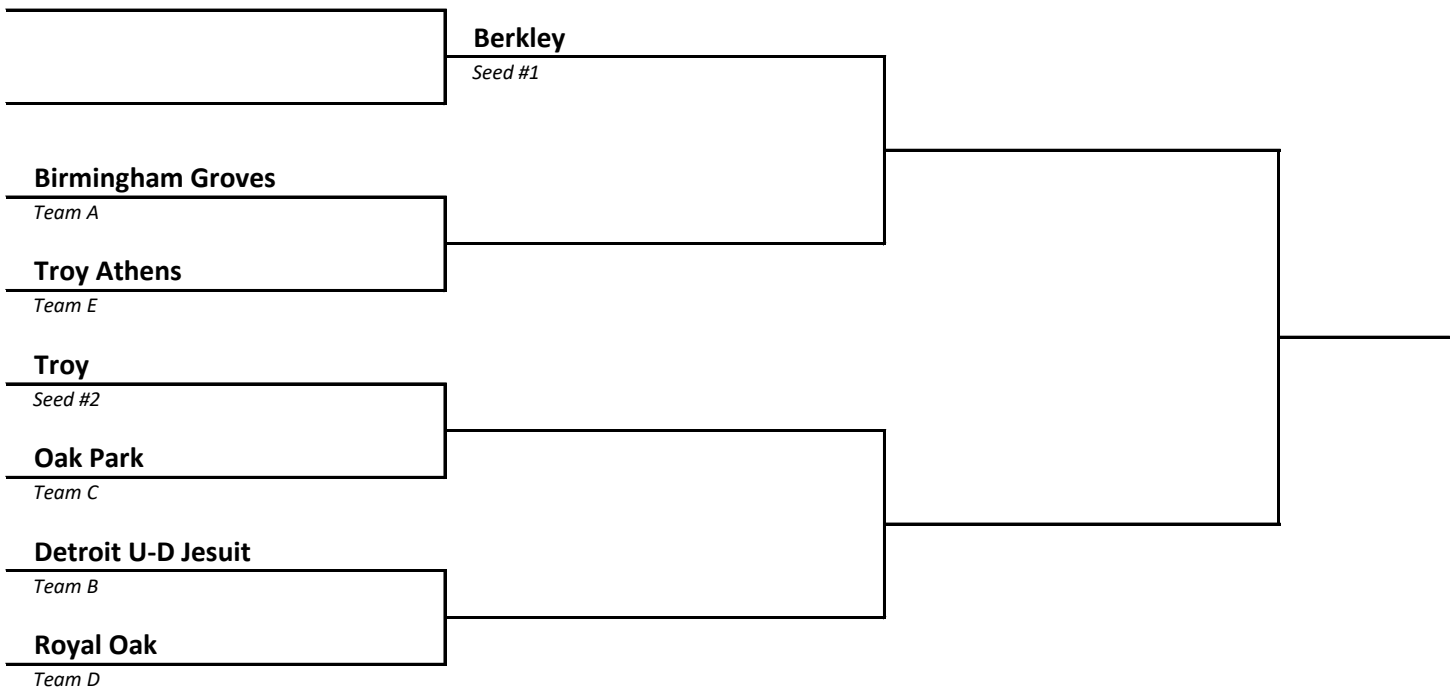 Berkley
Seed #1
Birmingham Groves
Team A
Troy Athens
Team E
Troy
Seed #2
Oak Park
Team C
Detroit U-D Jesuit
Team B
Royal Oak
Team D